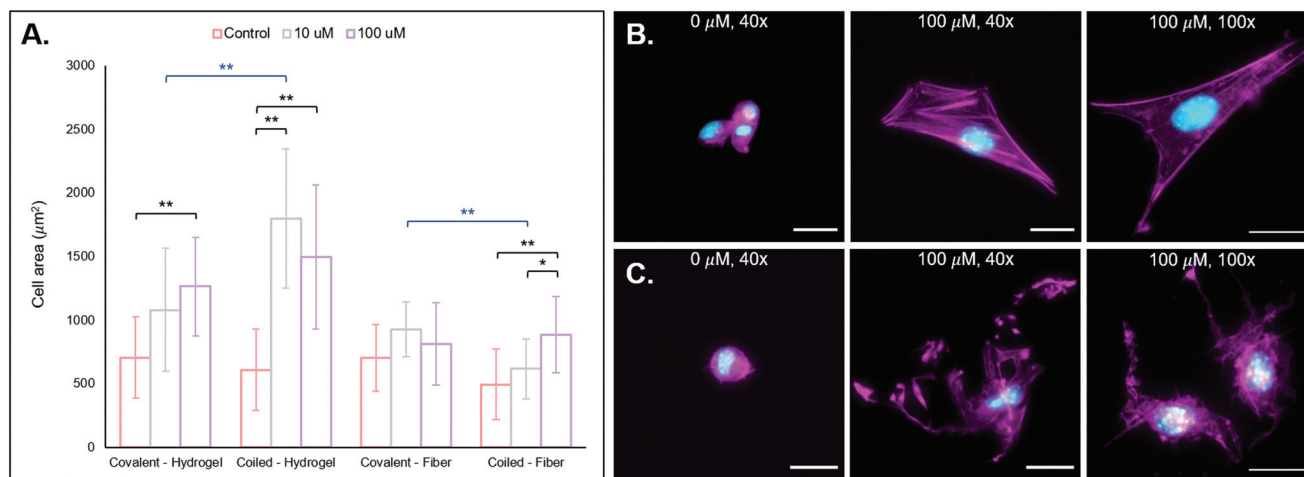 A.
Control 10 uM 100 uM
Cell area (μm²)
3000
2500
2000
1500
1000
500
0
**
**
**
**
**
**
*
Covalent - Hydrogel Coiled - Hydrogel Covalent - Fiber Coiled - Fiber
B.
0 μM, 40x
100 μM, 40x
100 μM, 100x
C.
0 μM, 40x
100 μM, 40x
100 μM, 100x